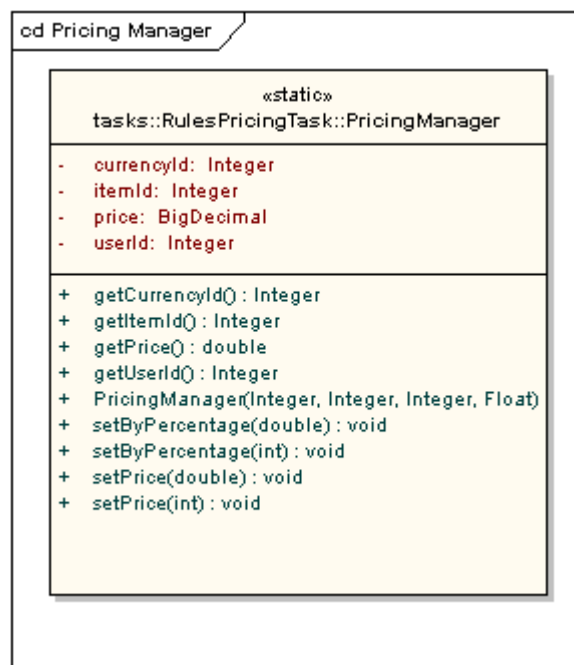 cd Pricing Manager
«static»
tasks::RulesPricingTask::PricingManager
- currencyId: Integer
- itemId: Integer
- price: BigDecimal
- userId: Integer
+ getCurrencyId() : Integer
+ getItemId() : Integer
+ getPrice() : double
+ getUserId() : Integer
+ PricingManager(Integer, Integer, Integer, Float)
+ setByPercentage(double) : void
+ setByPercentage(int) : void
+ setPrice(double) : void
+ setPrice(int) : void